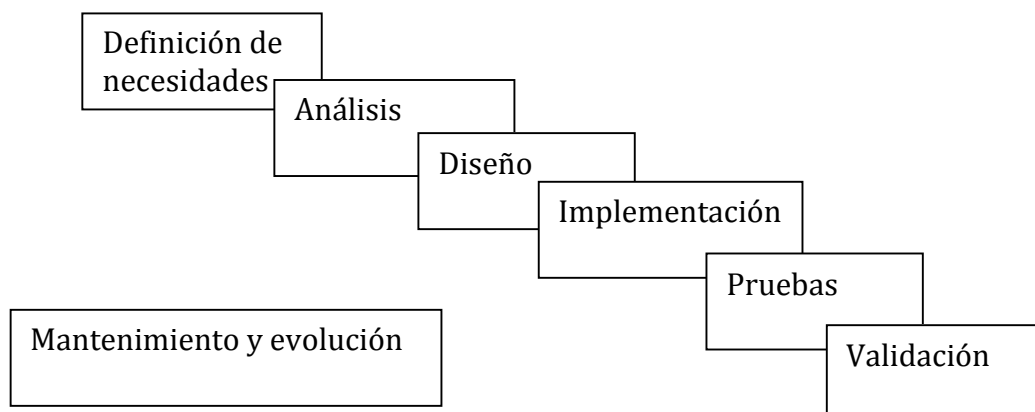 Definición de
necesidades
Análisis
Diseño
Implementación
Pruebas
Mantenimiento y evolución
Validación